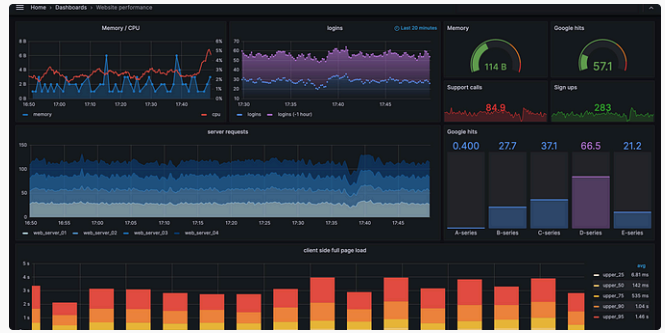 Home › Dashboards › Website performance
Memory / CPU
8 B
6 B
4 B
2 B
0 B
6%
5%
4%
3%
2%
1%
0%
16:50 17:00 17:10 17:20 17:30 17:40
memory cpu
logins
Last 20 minutes
70
60
50
40
30
20
10
17:30 17:35 17:40 17:45
logins logins (-1 hour)
Memory
114 B
Google hits
57.1
Support calls
84.9
Sign ups
283
server requests
150
100
50
0
16:50 16:55 17:00 17:05 17:10 17:15 17:20 17:25 17:30 17:35 17:40 17:45
web_server_01 web_server_02 web_server_03 web_server_04
Google hits
0.400 27.7 37.1 66.5 21.2
A-series B-series C-series D-series E-series
client side full page load
5 s
4 s
3 s
2 s
1 s
avg
upper_25 6.81 ms
upper_50 142 ms
upper_75 535 ms
upper_90 1.04 s
upper_95 1.46 s